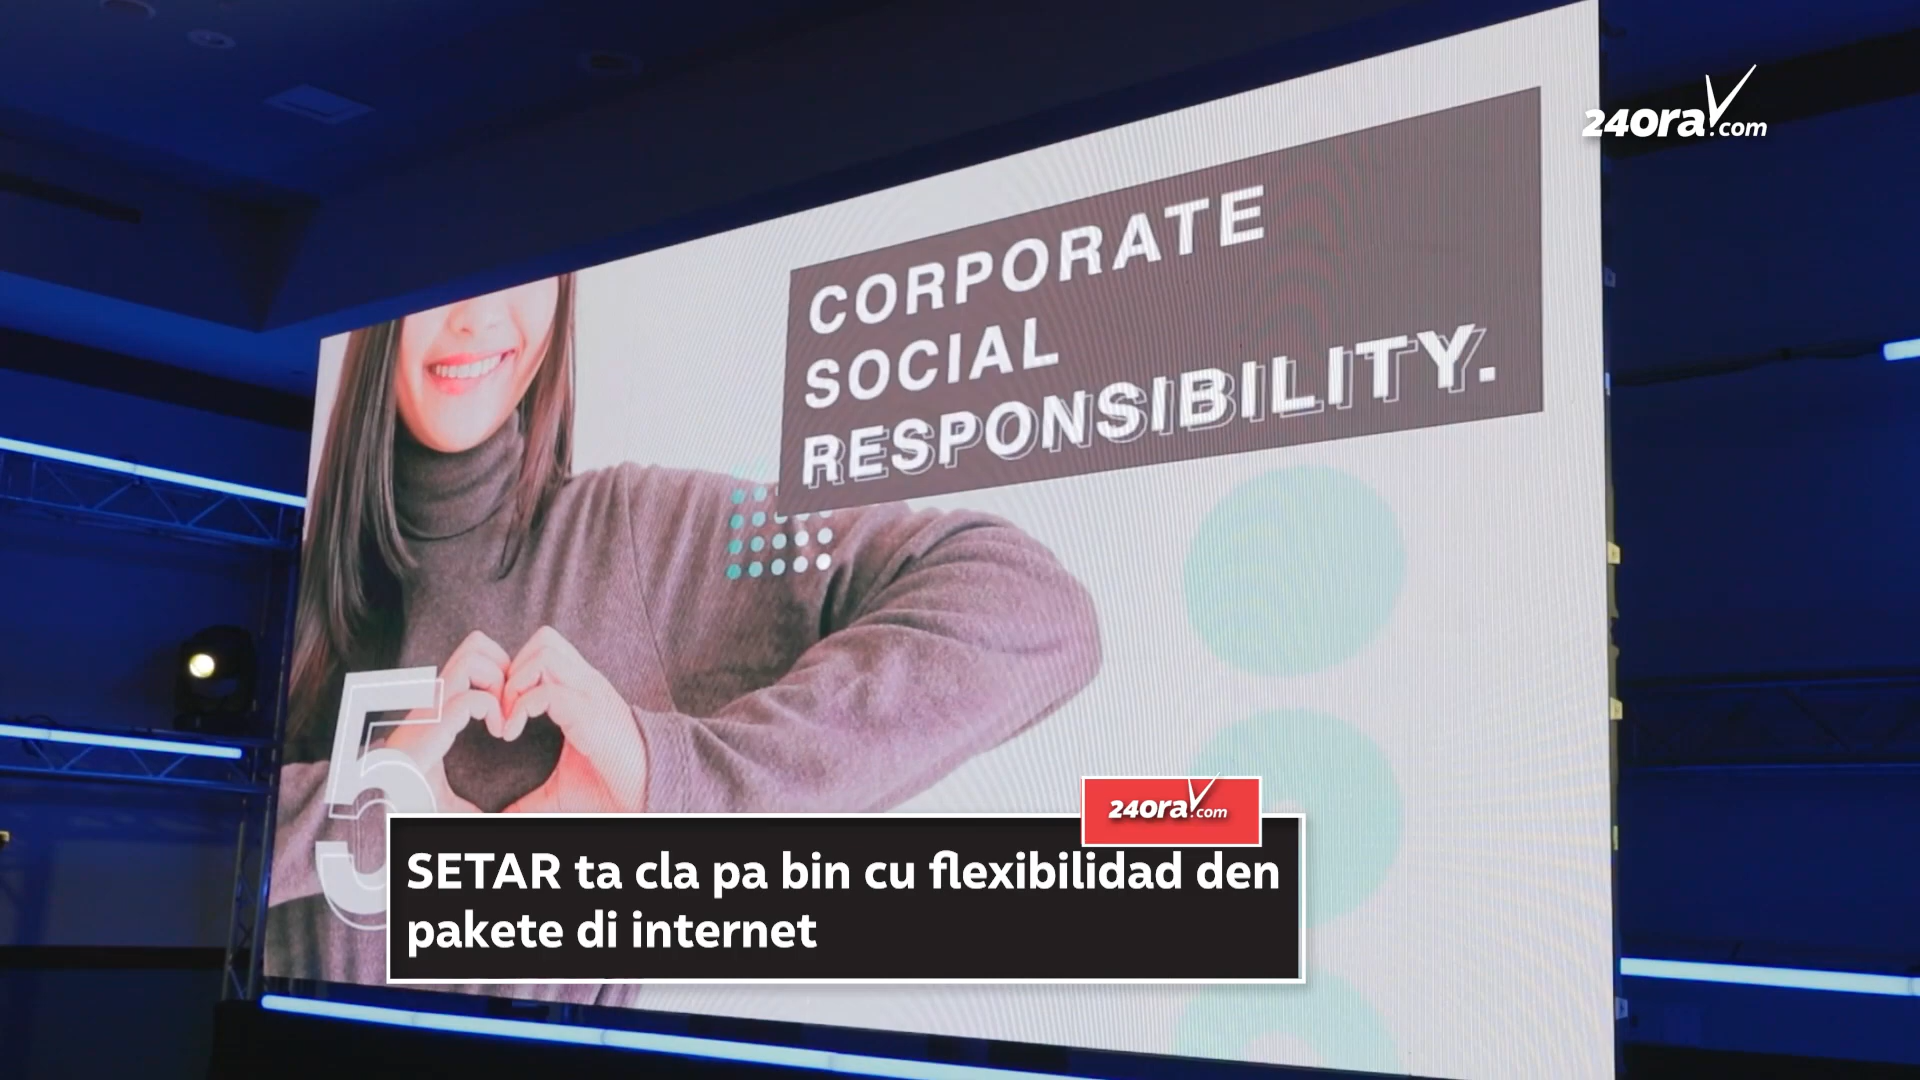 24ora.com
CORPORATE
SOCIAL
RESPONSIBILITY.
5
24ora.com
SETAR ta cla pa bin cu flexibilidad den
pakete di internet